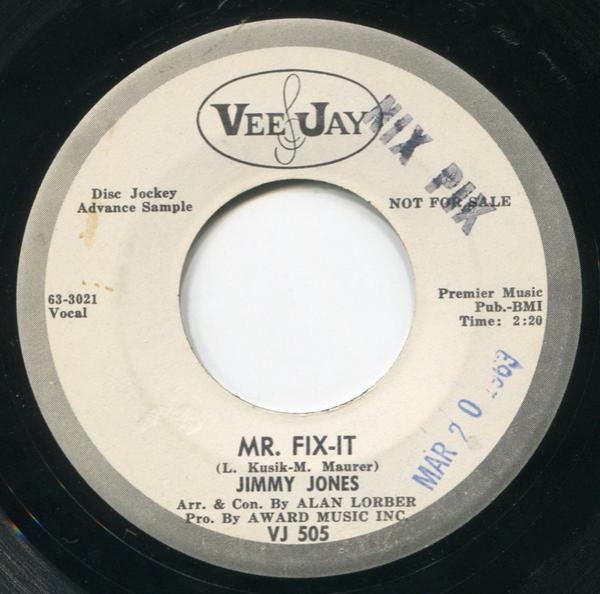 VEE JAY
NIX PIX
Disc Jockey
Advance Sample
NOT FOR SALE
63-3021
Vocal
Premier Music
Pub.-BMI
Time: 2:20
MAR 20 1963
MR. FIX-IT
(L. Kusik-M. Maurer)
JIMMY JONES
Arr. & Con. By ALAN LORBER
Pro. By AWARD MUSIC INC.
VJ 505